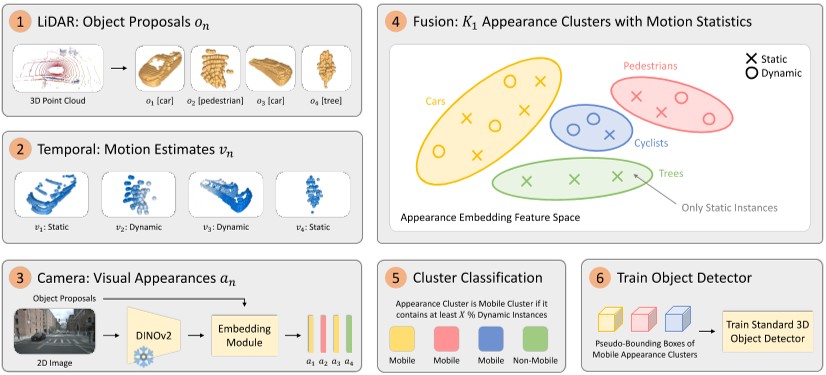 1 LiDAR: Object Proposals oₙ
3D Point Cloud
o₁ [car]
o₂ [pedestrian]
o₃ [car]
o₄ [tree]
2 Temporal: Motion Estimates vₙ
v₁: Static
v₂: Dynamic
v₃: Dynamic
v₄: Static
3 Camera: Visual Appearances aₙ
Object Proposals
2D Image
DINOv2
Embedding
Module
a₁ a₂ a₃ a₄
4 Fusion: K₁ Appearance Clusters with Motion Statistics
Static
Dynamic
Cars
Pedestrians
Cyclists
Trees
Only Static Instances
Appearance Embedding Feature Space
5 Cluster Classification
Appearance Cluster is Mobile Cluster if it
contains at least X % Dynamic Instances
Mobile
Mobile
Mobile
Non-Mobile
6 Train Object Detector
Pseudo-Bounding Boxes of
Mobile Appearance Clusters
Train Standard 3D
Object Detector